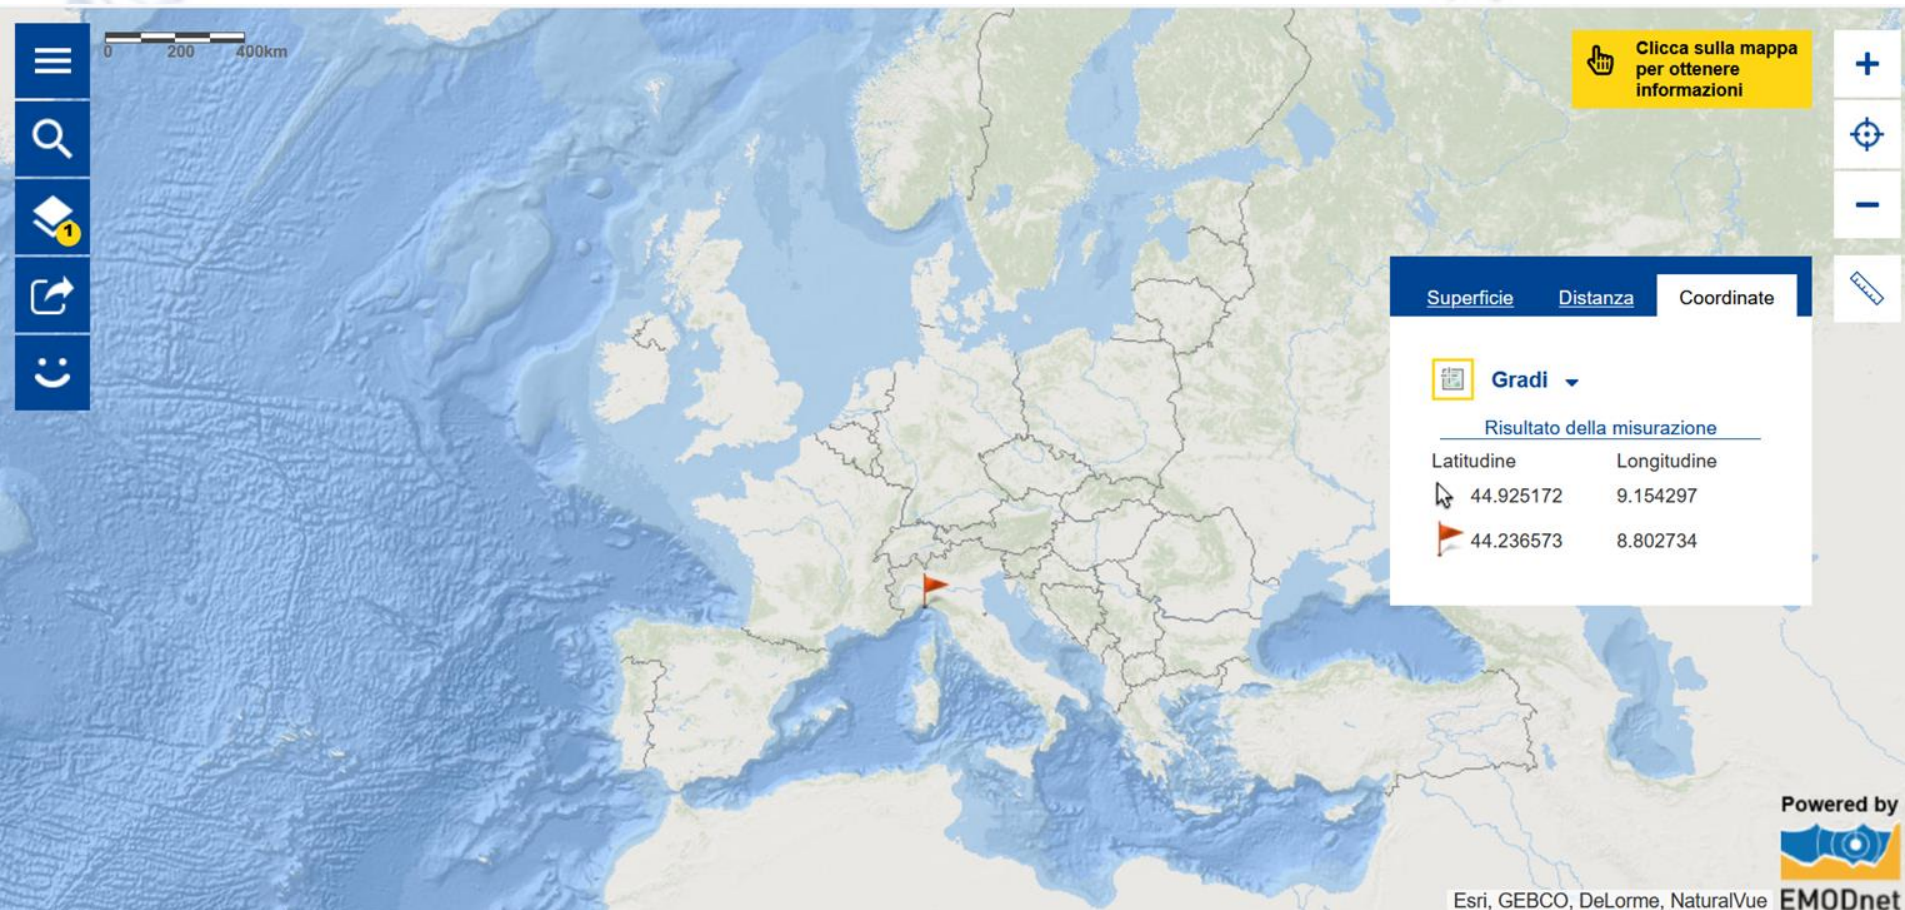 0 200 400km
1
Clicca sulla mappa
per ottenere
informazioni
Superficie Distanza Coordinate
Gradi
Risultato della misurazione
Latitudine Longitudine
44.925172 9.154297
44.236573 8.802734
Powered by
EMODnet
Esri, GEBCO, DeLorme, NaturalVue